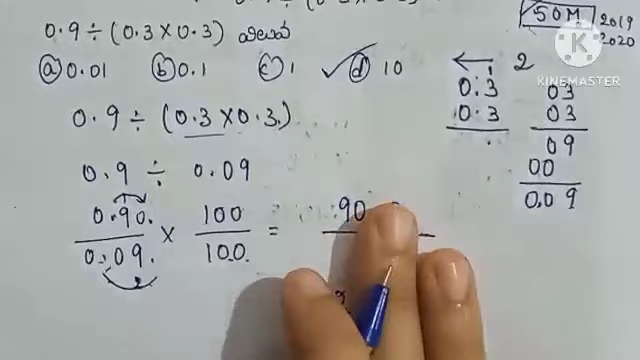 50M 2019
2020
KINEMASTER
0.9 ÷ (0.3 × 0.3) ವಿಲುವ
ⓐ 0.01 ⓑ 0.1 ⓒ 1 ✓ ⓓ 10
0.9 ÷ (0.3 × 0.3.)
0.9 ÷ 0.09
0.90. / 0.09. × 100 / 100 = 90
← 2
0.3
0.3
03
03
09
00
0.09